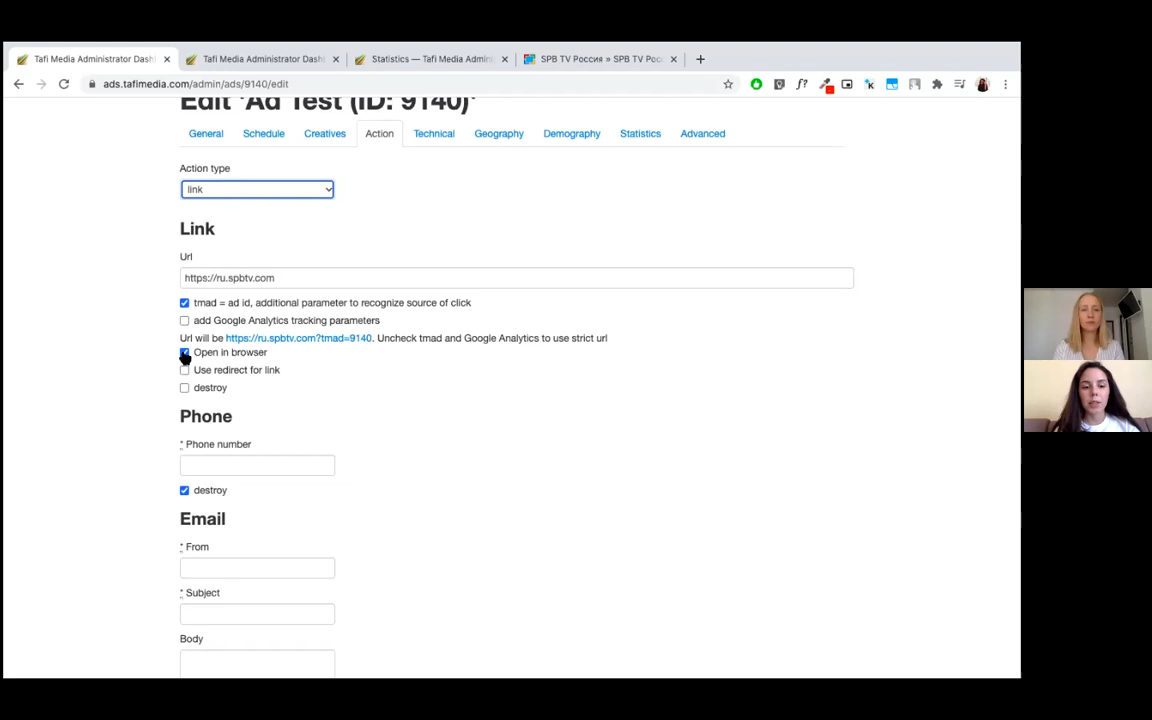 Tafi Media Administrator Dash
Tafi Media Administrator Dash
Statistics — Tafi Media Admin
SPB TV Россия » SPB TV Рос
ads.tafimedia.com/admin/ads/9140/edit
Edit 'Ad Test (ID: 9140)'
General Schedule Creatives Action Technical Geography Demography Statistics Advanced
Action type
link
Link
Url
https://ru.spbtv.com
tmad = ad id, additional parameter to recognize source of click
add Google Analytics tracking parameters
Url will be https://ru.spbtv.com?tmad=9140. Uncheck tmad and Google Analytics to use strict url
Open in browser
Use redirect for link
destroy
Phone
* Phone number
destroy
Email
* From
* Subject
Body